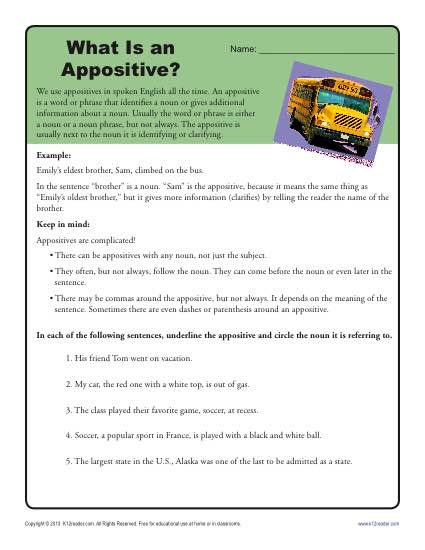 What Is an
Appositive?
Name:
We use appositives in spoken English all the time. An appositive
is a word or phrase that identifies a noun or gives additional
information about a noun. Usually the word or phrase is either
a noun or a noun phrase, but not always. The appositive is
usually next to the noun it is identifying or clarifying.
Example:
Emily's eldest brother, Sam, climbed on the bus.
In the sentence "brother" is a noun. "Sam" is the appositive, because it means the same thing as
"Emily's oldest brother," but it gives more information (clarifies) by telling the reader the name of the
brother.
Keep in mind:
Appositives are complicated!
• There can be appositives with any noun, not just the subject.
• They often, but not always, follow the noun. They can come before the noun or even later in the
sentence.
• There may be commas around the appositive, but not always. It depends on the meaning of the
sentence. Sometimes there are even dashes or parenthesis around an appositive.
In each of the following sentences, underline the appositive and circle the noun it is referring to.
1. His friend Tom went on vacation.
2. My car, the red one with a white top, is out of gas.
3. The class played their favorite game, soccer, at recess.
4. Soccer, a popular sport in France, is played with a black and white ball.
5. The largest state in the U.S., Alaska was one of the last to be admitted as a state.
Copyright © 2013 K12reader.com. All Rights Reserved. Free for educational use at home or in classrooms.
www.k12reader.com